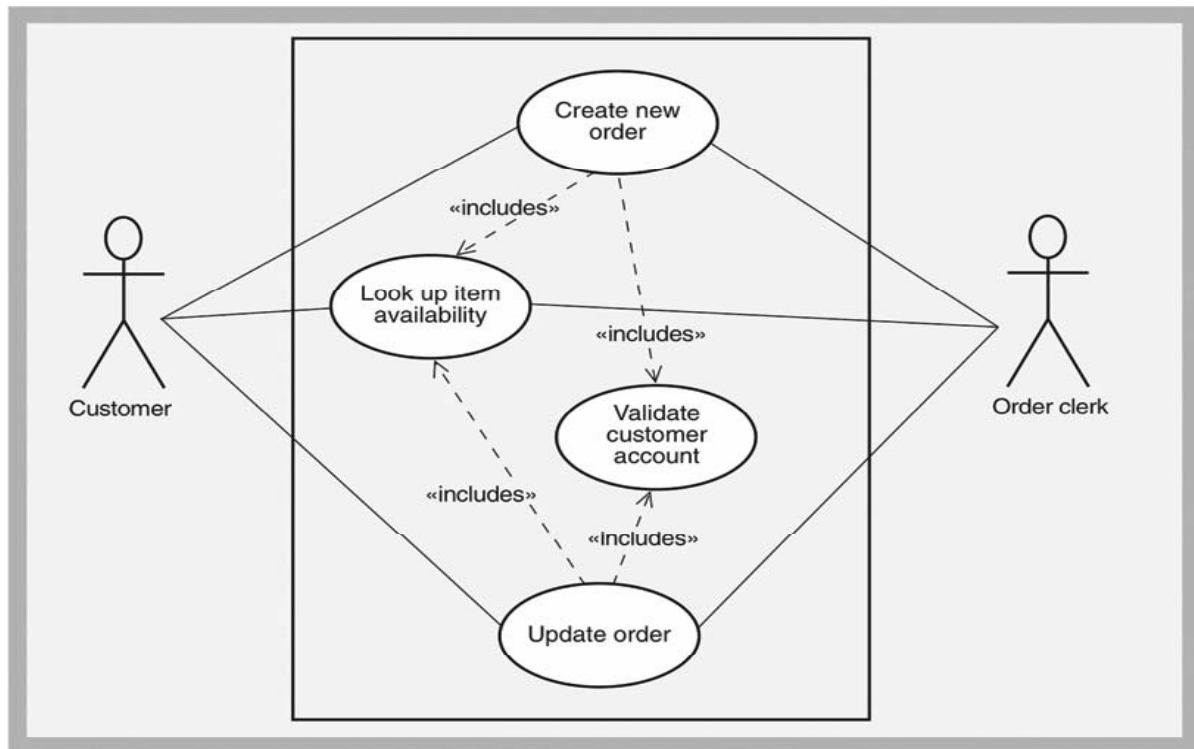 Create new
order
«includes»
Look up item
availability
«includes»
Customer
Order clerk
Validate
customer
account
«includes»
«includes»
Update order